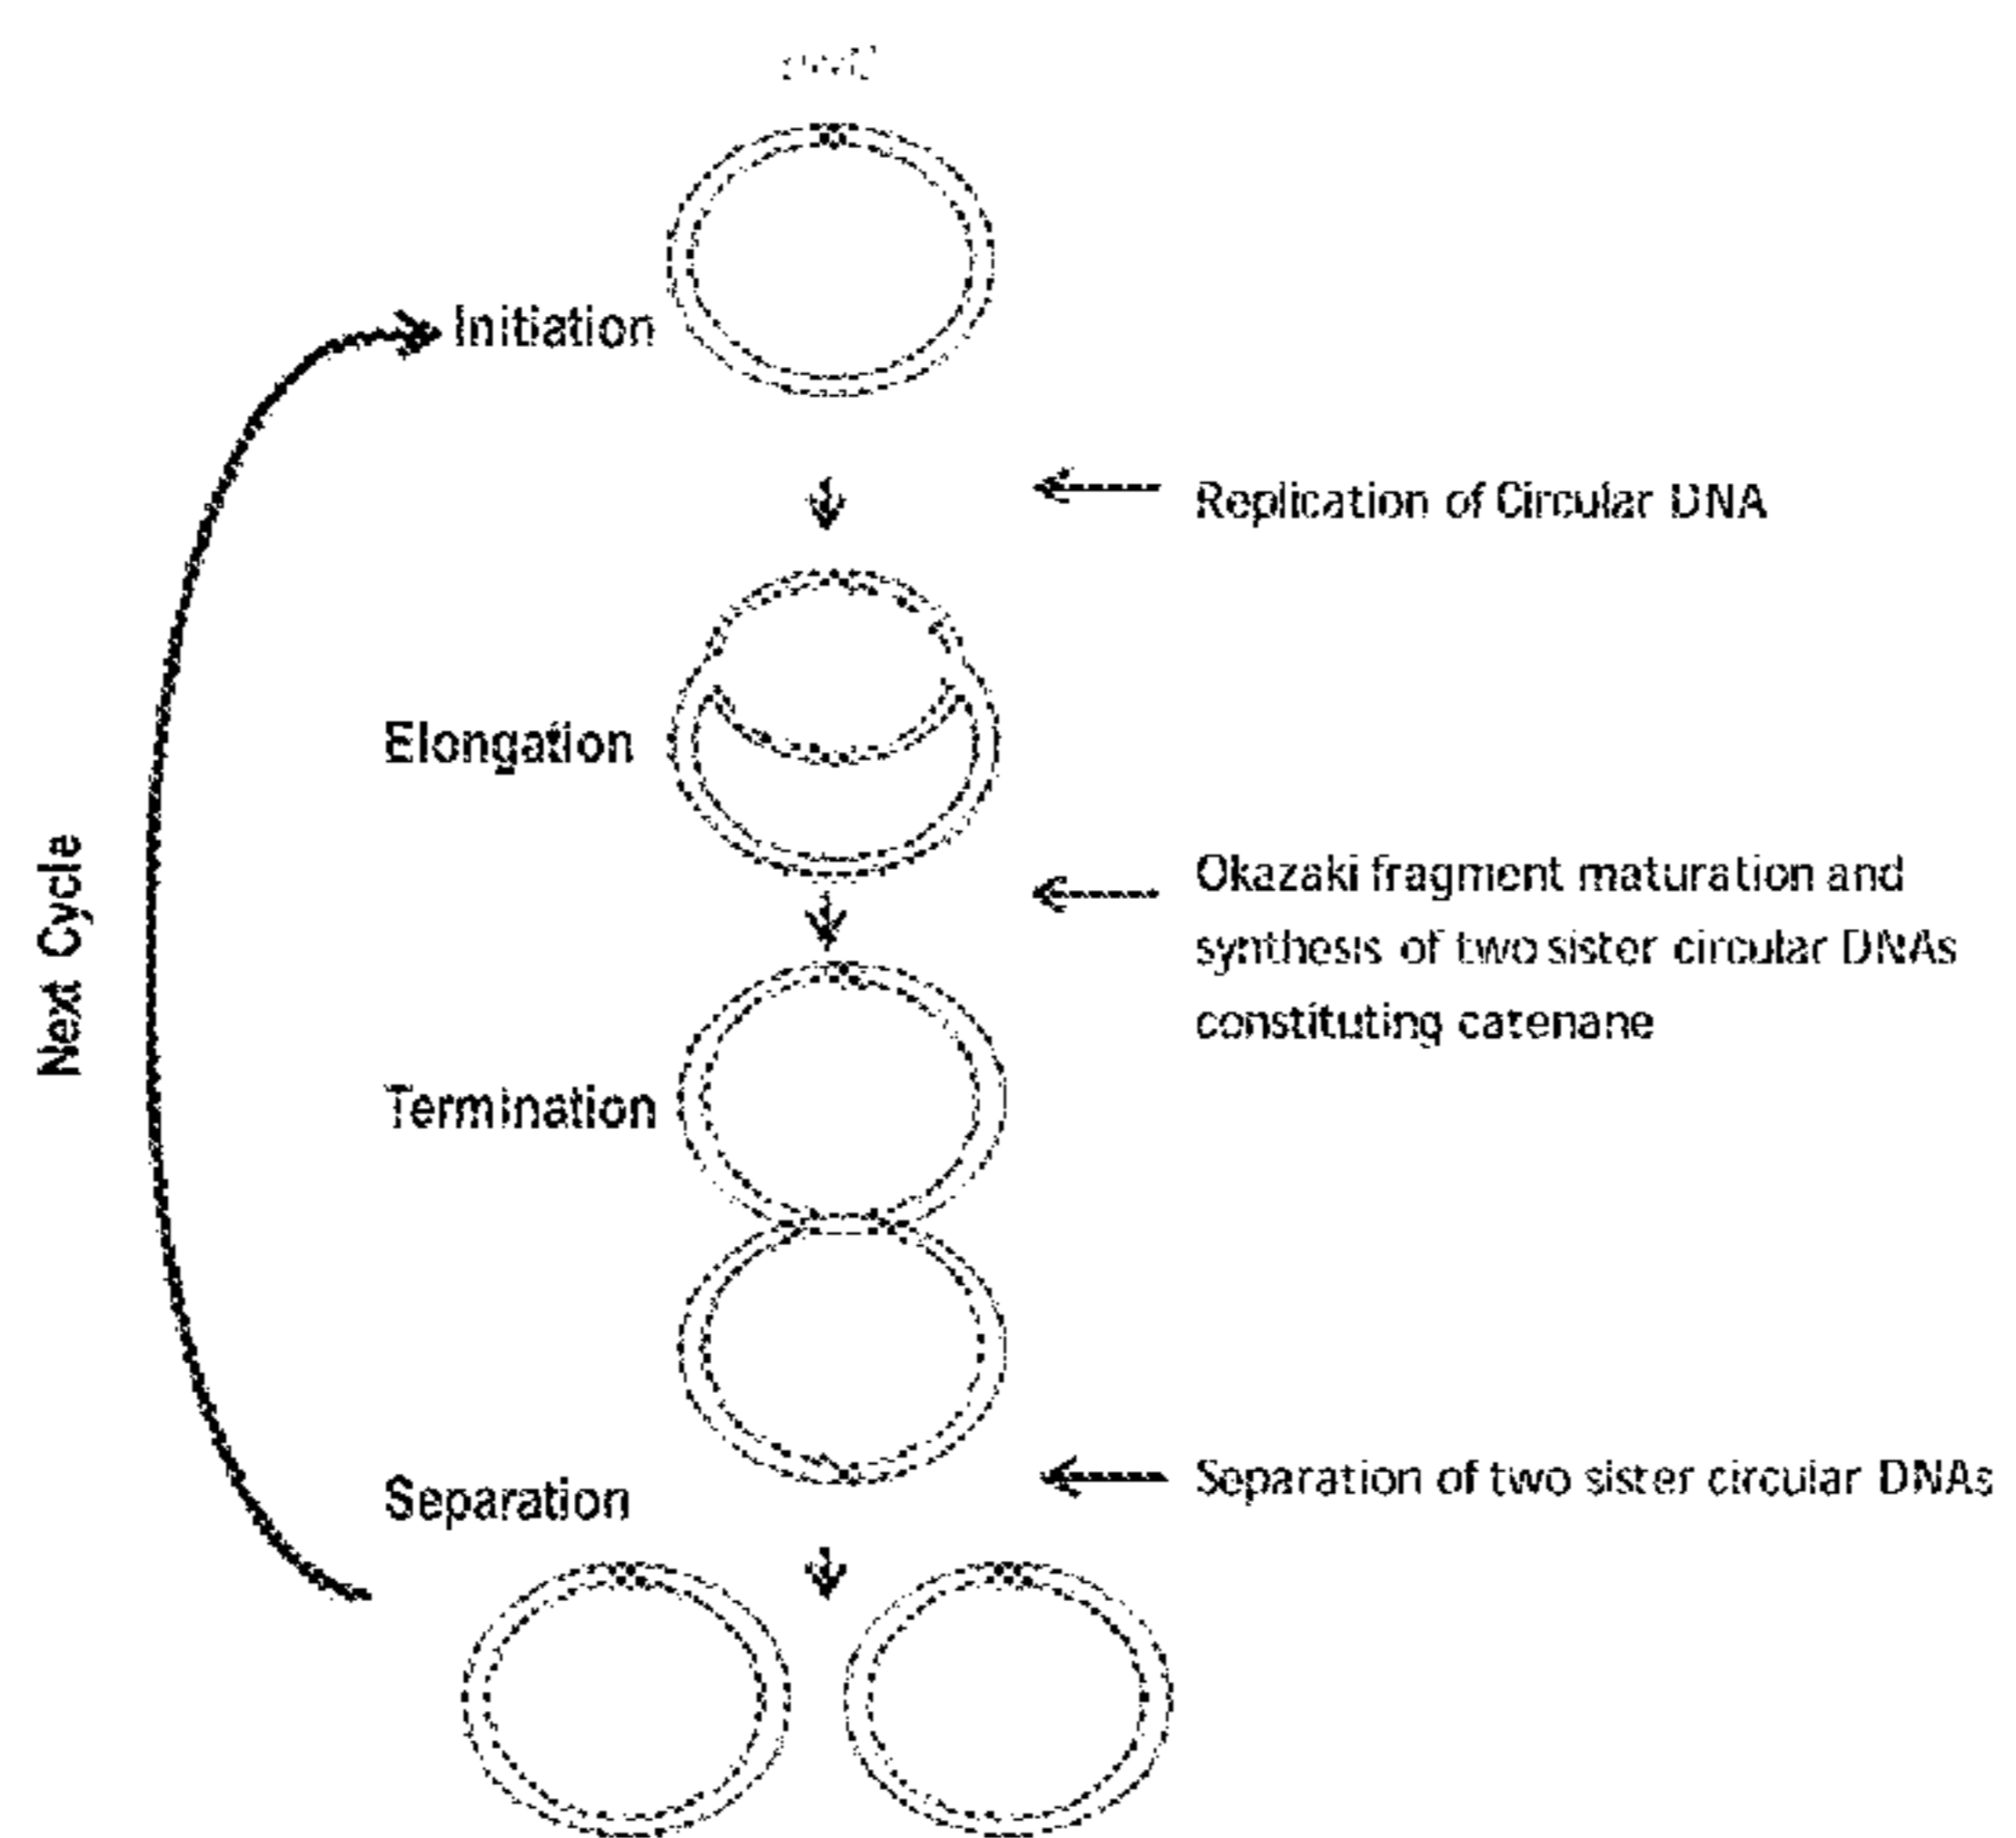 Initiation
Replication of Circular DNA
Elongation
Okazaki fragment maturation and
synthesis of two sister circular DNAs
constituting catenane
Next Cycle
Termination
Separation of two sister circular DNAs
Separation